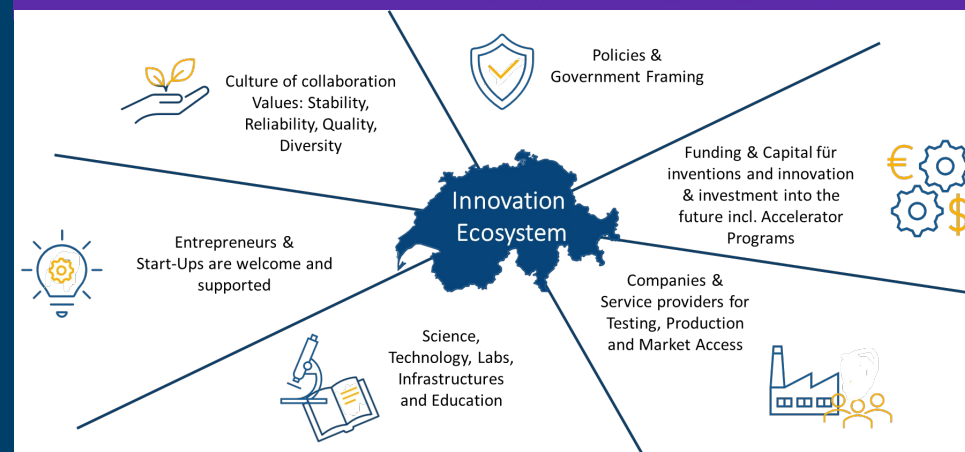 Policies &
Government Framing
Culture of collaboration
Values: Stability,
Reliability, Quality,
Diversity
Funding & Capital für
inventions and innovation
& investment into the
future incl. Accelerator
Programs
Innovation
Ecosystem
Entrepreneurs &
Start-Ups are welcome and
supported
Companies &
Service providers for
Testing, Production
and Market Access
Science,
Technology, Labs,
Infrastructures
and Education
€
$